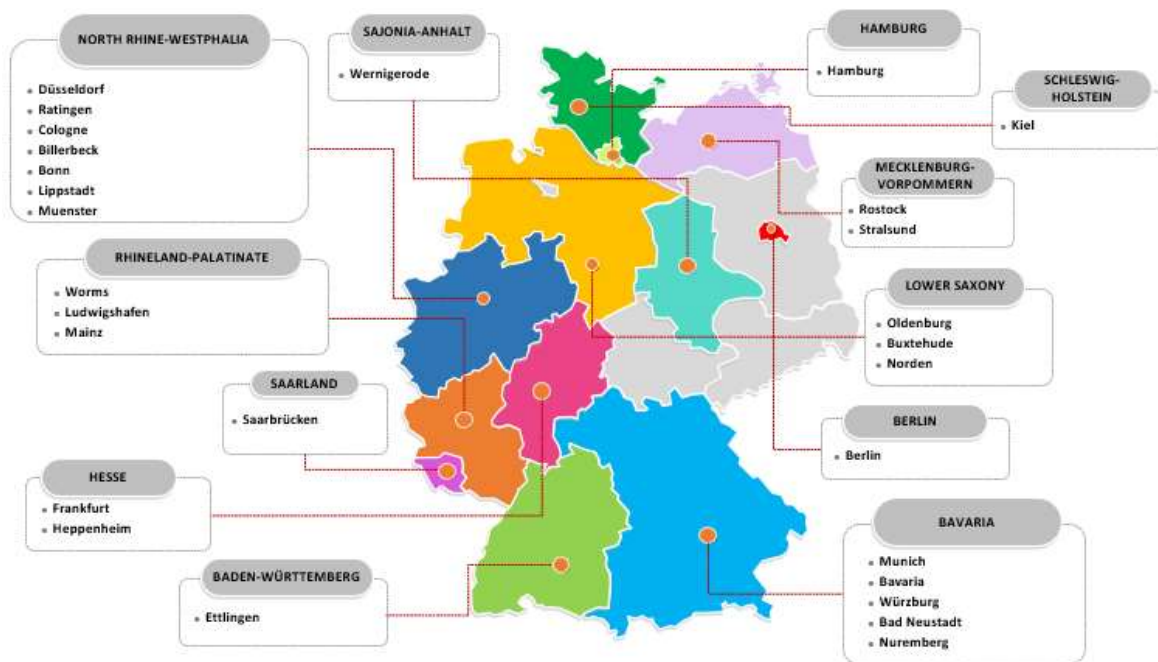 NORTH RHINE-WESTPHALIA
Düsseldorf
Ratingen
Cologne
Billerbeck
Bonn
Lippstadt
Muenster
SAJONIA-ANHALT
Wernigerode
HAMBURG
Hamburg
SCHLESWIG-
HOLSTEIN
Kiel
MECKLENBURG-
VORPOMMERN
Rostock
Stralsund
RHINELAND-PALATINATE
Worms
Ludwigshafen
Mainz
LOWER SAXONY
Oldenburg
Buxtehude
Norden
SAARLAND
Saarbrücken
BERLIN
Berlin
HESSE
Frankfurt
Heppenheim
BAVARIA
Munich
Bavaria
Würzburg
Bad Neustadt
Nuremberg
BADEN-WÜRTTEMBERG
Ettlingen